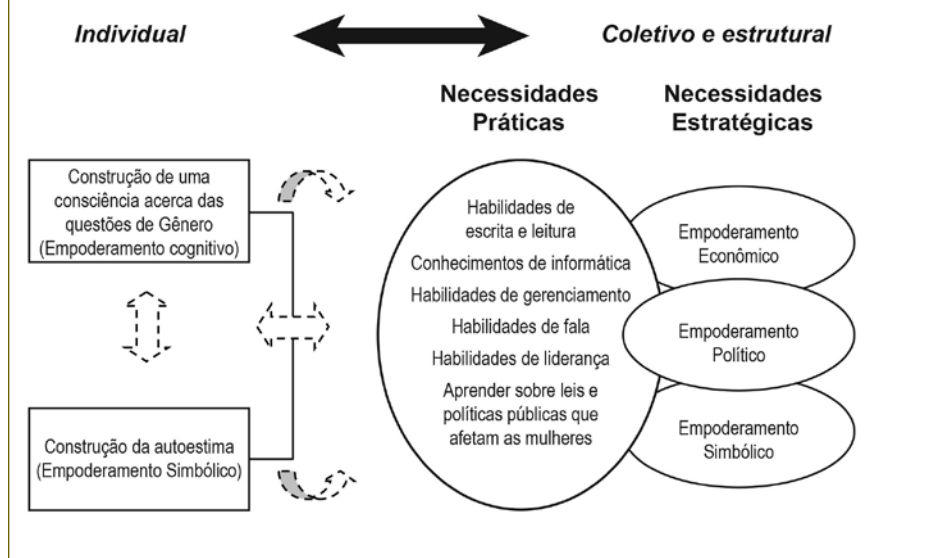 Individual
Coletivo e estrutural
Necessidades
Práticas
Necessidades
Estratégicas
Construção de uma
consciência acerca das
questões de Gênero
(Empoderamento cognitivo)
Construção da autoestima
(Empoderamento Simbólico)
Habilidades de
escrita e leitura
Conhecimentos de informática
Habilidades de gerenciamento
Habilidades de fala
Habilidades de liderança
Aprender sobre leis e
políticas públicas que
afetam as mulheres
Empoderamento
Econômico
Empoderamento
Político
Empoderamento
Simbólico